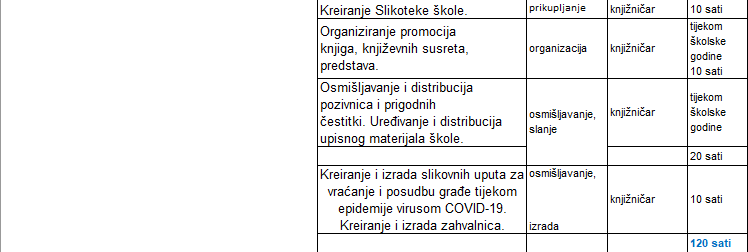 Kreiranje Slikoteke škole.
prikupljanje
knjižničar
10 sati
Organiziranje promocija
knjiga, književnih susreta,
predstava.
organizacija
knjižničar
tijekom
školske
godine
10 sati
Osmišljavanje i distribucija
pozivnica i prigodnih
čestitki. Uređivanje i distribucija
upisnog materijala škole.
osmišljavanje,
slanje
knjižničar
tijekom
školske
godine
20 sati
Kreiranje i izrada slikovnih uputa za
vraćanje i posudbu građe tijekom
epidemije virusom COVID-19.
Kreiranje i izrada zahvalnica.
osmišljavanje,
izrada
knjižničar
10 sati
120 sati